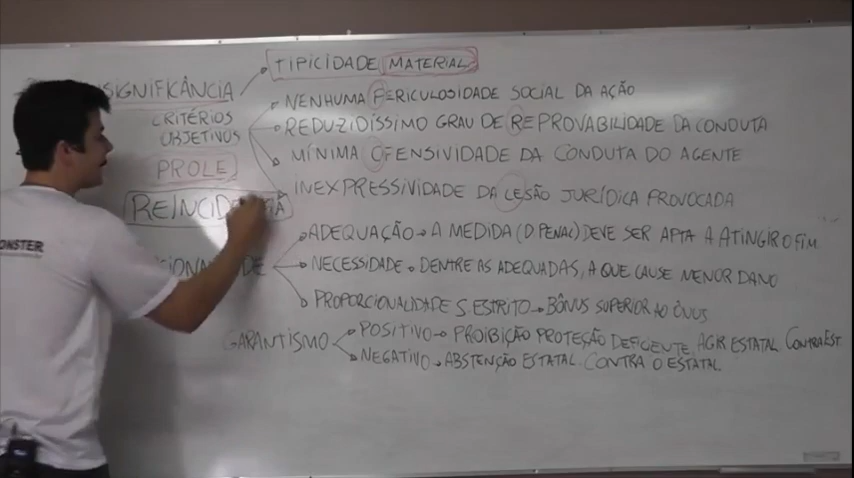 TIPICIDADE MATERIAL
SIGNIFICÂNCIA
NENHUMA PERICULOSIDADE SOCIAL DA AÇÃO
CRITÉRIOS
REDUZIDÍSSIMO GRAU DE REPROVABILIDADE DA CONDUTA
OBJETIVOS
MÍNIMA OFENSIVIDADE DA CONDUTA DO AGENTE
PROLE
INEXPRESSIVIDADE DA LESÃO JURÍDICA PROVOCADA
ADEQUAÇÃO → A MEDIDA (D PENAL) DEVE SER APTA A ATINGIR O FIM
NECESSIDADE → DENTRE AS ADEQUADAS, A QUE CAUSE MENOR DANO
PROPORCIONALIDADE S. ESTRITO → BÔNUS SUPERIOR AO ÔNUS
GARANTISMO
POSITIVO → PROIBIÇÃO PROTEÇÃO DEFICIENTE. AGIR ESTATAL CONTRA EST.
NEGATIVO → ABSTENÇÃO ESTATAL. CONTRA O ESTATAL
ONSTER